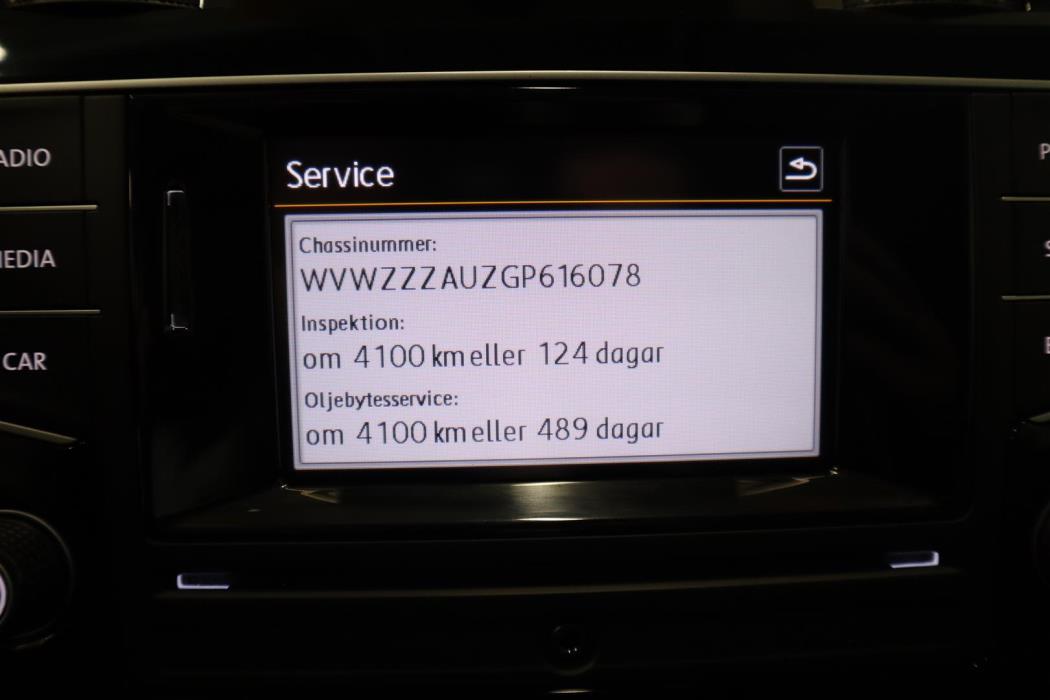 Service
ADIO
MEDIA
CAR
Chassinummer:
WVWZZZAUZGP616078
Inspektion:
om 4100 km eller 124 dagar
Oljebytesservice:
om 4100 km eller 489 dagar